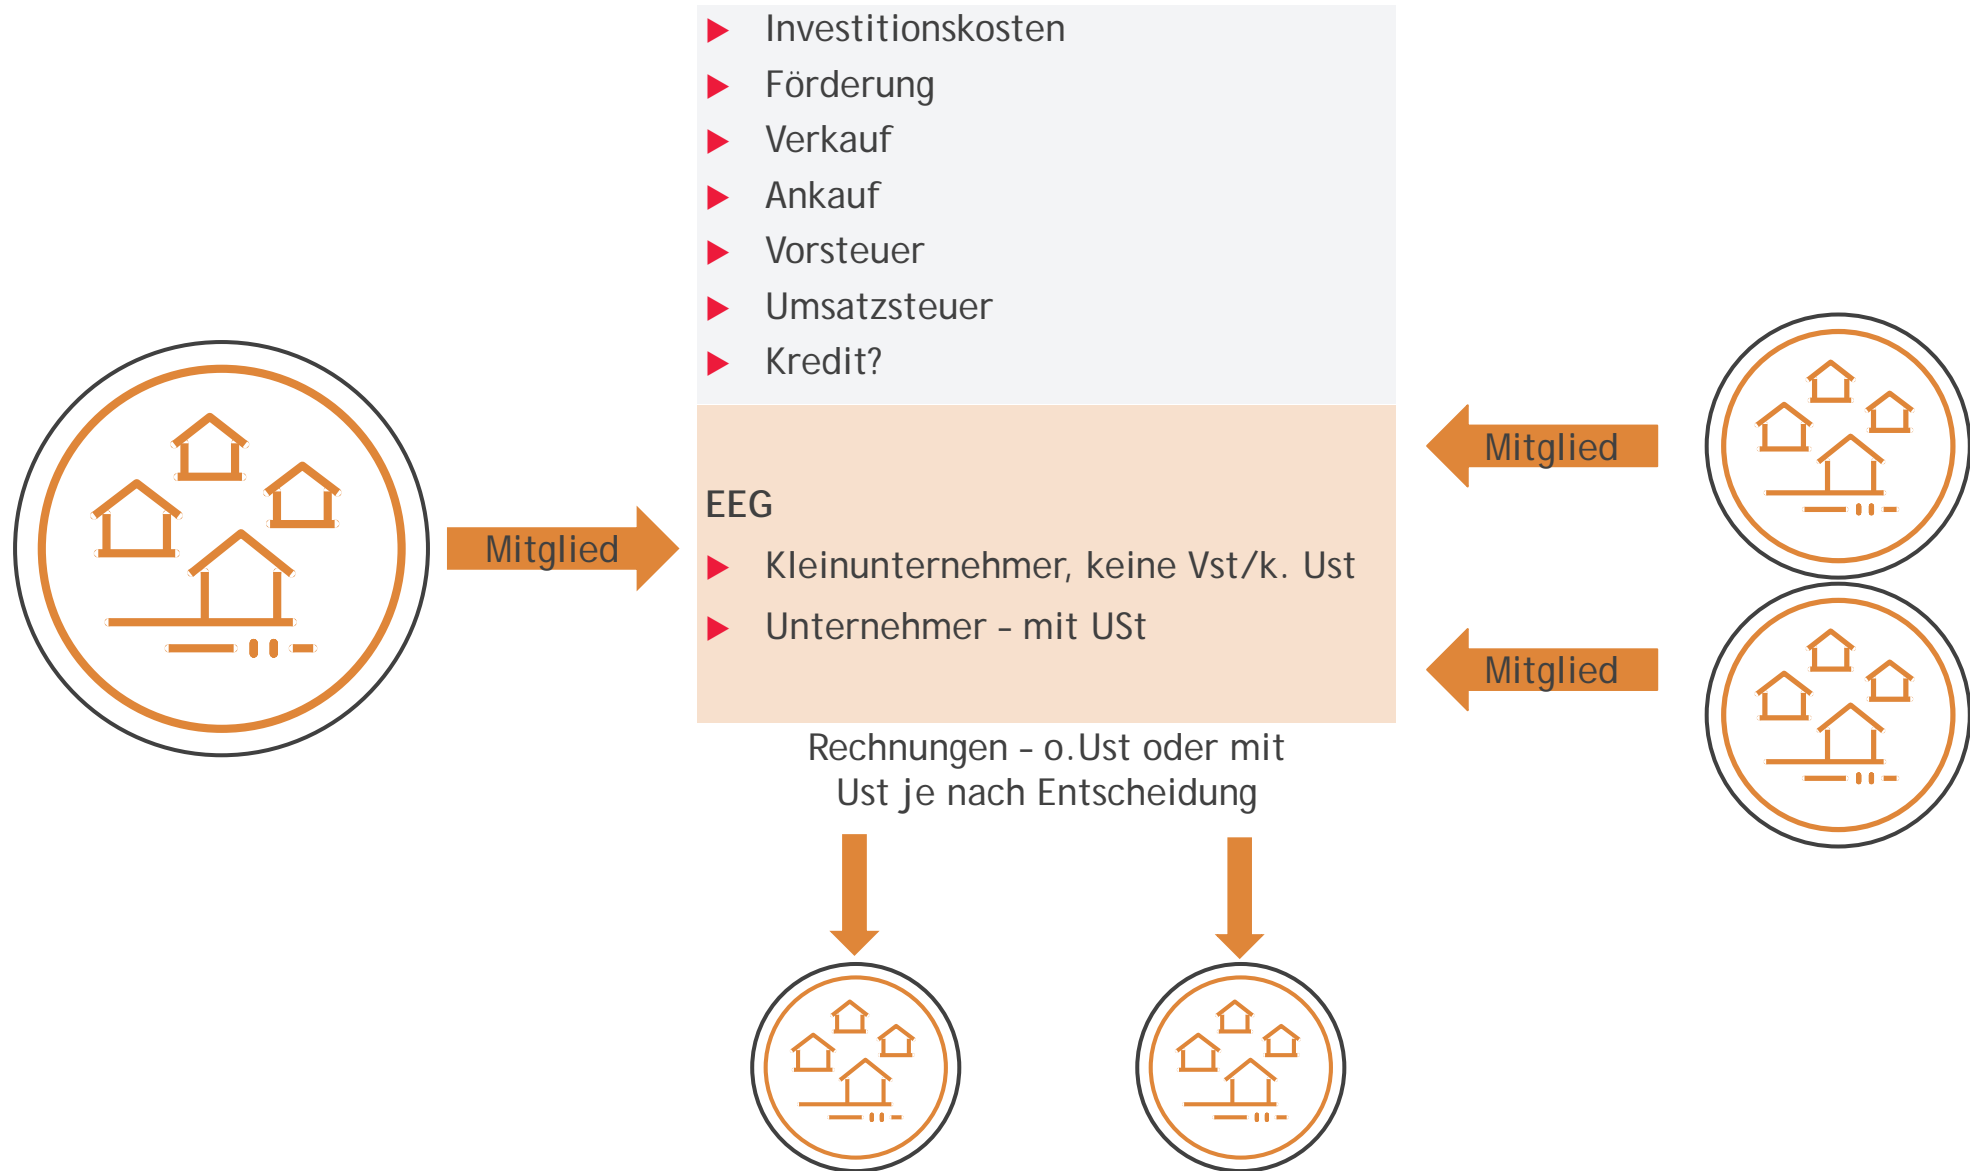 Investitionskosten
Förderung
Verkauf
Ankauf
Vorsteuer
Umsatzsteuer
Kredit?
Mitglied
EEG
Kleinunternehmer, keine Vst/k. Ust
Unternehmer – mit USt
Mitglied
Mitglied
Rechnungen – o.Ust oder mit
Ust je nach Entscheidung